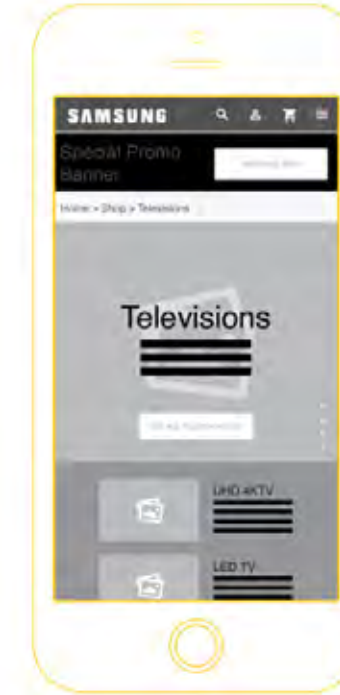 SAMSUNG
Special Promo
Banner
Home > Shop > Televisions
Televisions
UHD 4KTV
LED TV